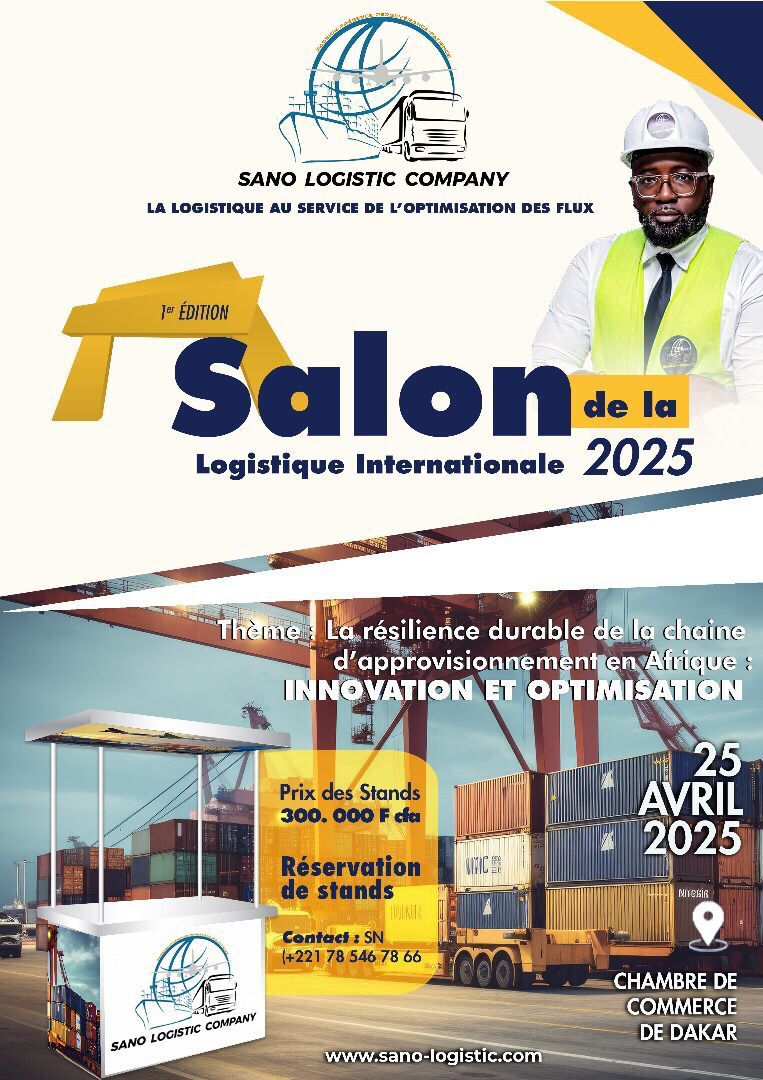 SANO LOGISTIC COMPANY
LA LOGISTIQUE AU SERVICE DE L'OPTIMISATION DES FLUX
1er ÉDITION
Salon
de la
Logistique Internationale 2025
Thème : La résilience durable de la chaine
d'approvisionnement en Afrique :
INNOVATION ET OPTIMISATION
Prix des Stands
300. 000 F cfa
Réservation
de stands
Contact : SN
(+221 78 546 78 66
25
AVRIL
2025
CHAMBRE DE
COMMERCE
DE DAKAR
SANO LOGISTIC COMPANY
www.sano-logistic.com